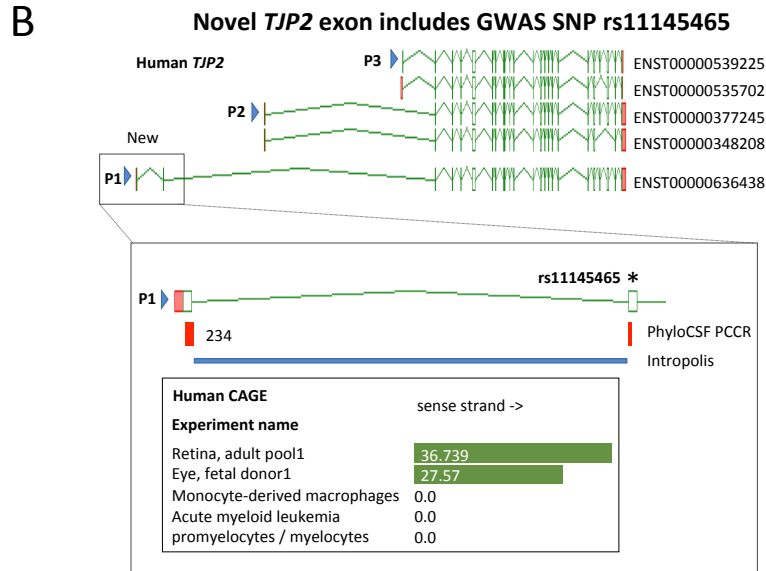 B
Novel TJP2 exon includes GWAS SNP rs11145465
Human TJP2
P3
ENST00000539225
ENST00000535702
P2
ENST00000377245
ENST00000348208
New
P1
ENST00000636438
rs11145465 *
P1
234
PhyloCSF PCCR
Intropolis
Human CAGE
sense strand ->
Experiment name
Retina, adult pool1 36.739
Eye, fetal donor1 27.57
Monocyte-derived macrophages 0.0
Acute myeloid leukemia 0.0
promyelocytes / myelocytes 0.0